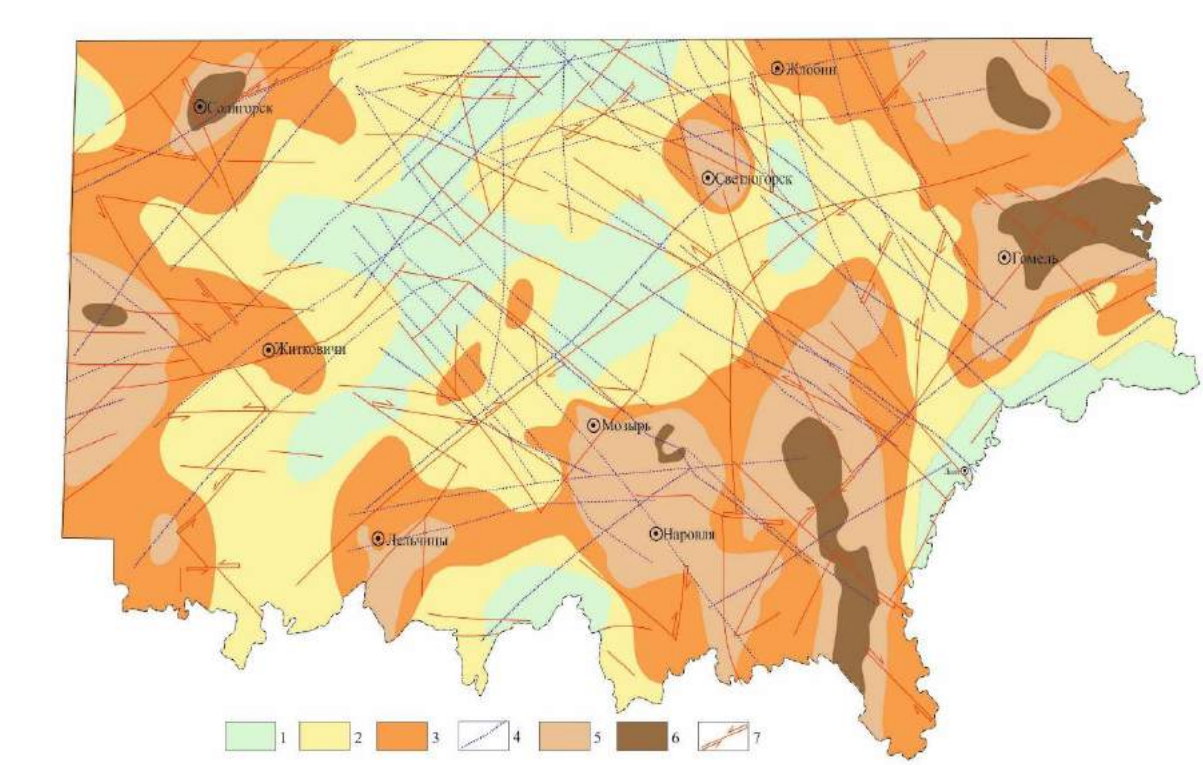 Жлобин
Солигорск
Светлогорск
Гомель
Житковичи
Мозырь
Наровля
Лельчицы
1 2 3 4 5 6 7